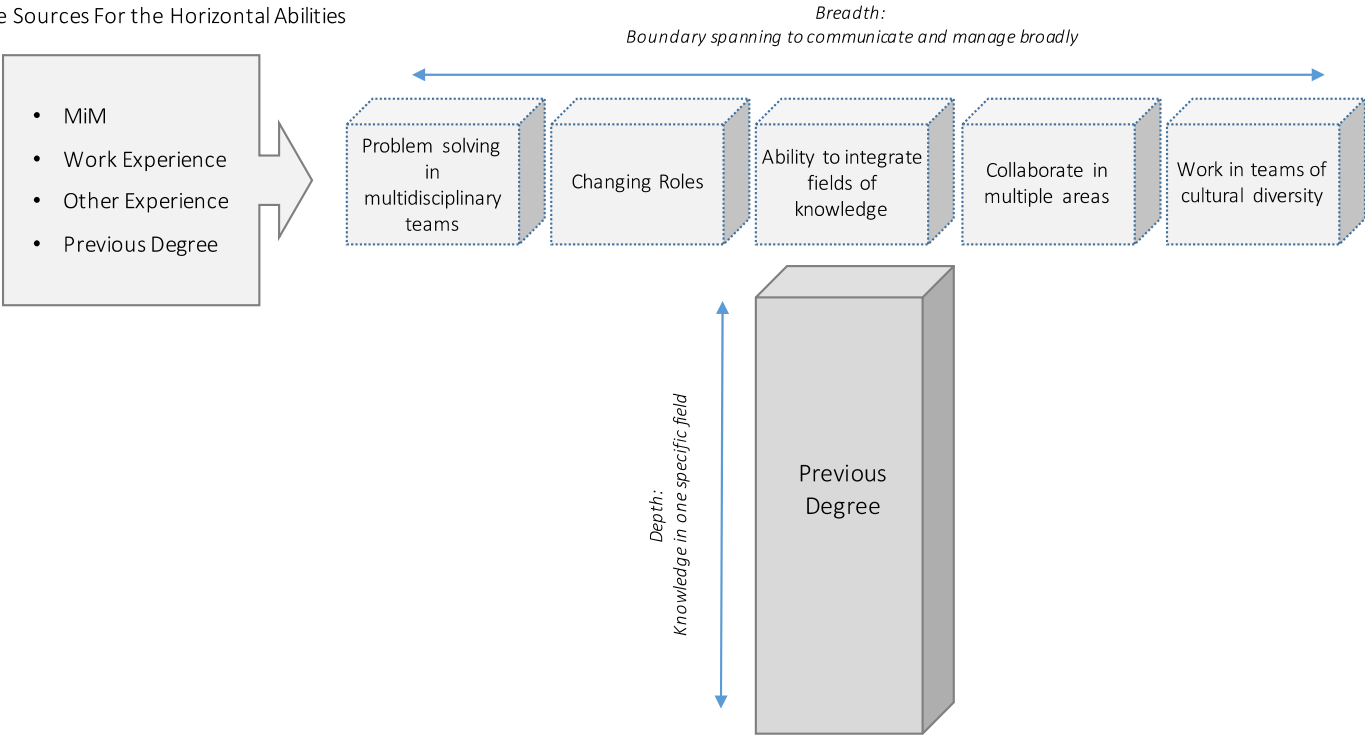 e Sources For the Horizontal Abilities
• MiM
• Work Experience
• Other Experience
• Previous Degree
Breadth:
Boundary spanning to communicate and manage broadly
Problem solving
in
multidisciplinary
teams
Changing Roles
Ability to integrate
fields of
knowledge
Collaborate in
multiple areas
Work in teams of
cultural diversity
Depth:
Knowledge in one specific field
Previous
Degree